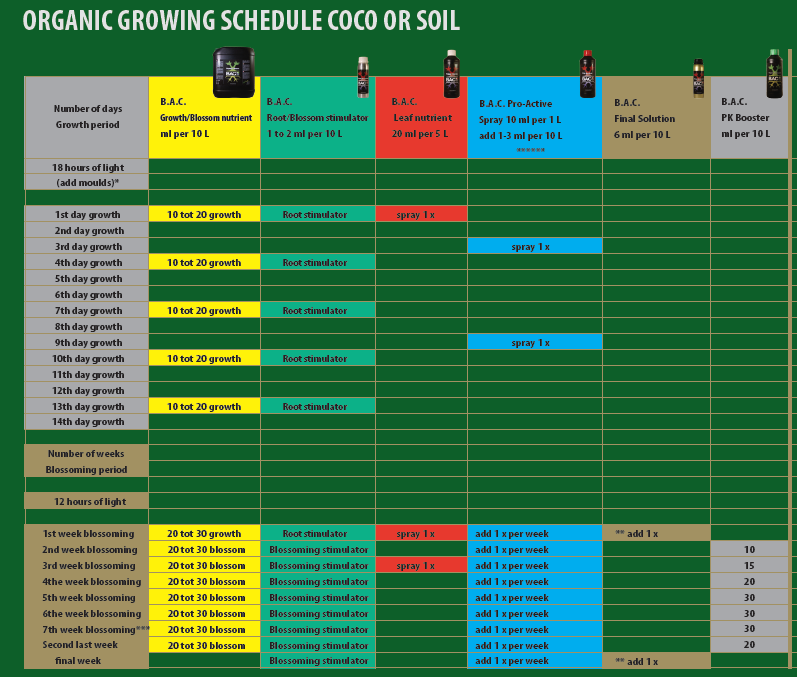 ORGANIC GROWING SCHEDULE COCO OR SOIL
Number of days
Growth period
B.A.C.
Growth/Blossom nutrient
ml per 10 L
B.A.C.
Root/Blossom stimulator
1 to 2 ml per 10 L
B.A.C.
Leaf nutrient
20 ml per 5 L
B.A.C. Pro-Active
Spray 10 ml per 1 L
add 1-3 ml per 10 L
******
B.A.C.
Final Solution
6 ml per 10 L
B.A.C.
PK Booster
ml per 10 L
18 hours of light
(add moulds)*
1st day growth 10 tot 20 growth Root stimulator spray 1 x
2nd day growth
3rd day growth spray 1 x
4th day growth 10 tot 20 growth Root stimulator
5th day growth
6th day growth
7th day growth 10 tot 20 growth Root stimulator
8th day growth
9th day growth spray 1 x
10th day growth 10 tot 20 growth Root stimulator
11th day growth
12th day growth
13th day growth 10 tot 20 growth Root stimulator
14th day growth
Number of weeks
Blossoming period
12 hours of light
1st week blossoming 20 tot 30 growth Root stimulator spray 1 x add 1 x per week ** add 1x
2nd week blossoming 20 tot 30 blossom Blossoming stimulator add 1 x per week 10
3rd week blossoming 20 tot 30 blossom Blossoming stimulator spray 1 x add 1 x per week 15
4the week blossoming 20 tot 30 blossom Blossoming stimulator add 1 x per week 20
5th week blossoming 20 tot 30 blossom Blossoming stimulator add 1 x per week 30
6the week blossoming 20 tot 30 blossom Blossoming stimulator add 1 x per week 30
7th week blossoming*** 20 tot 30 blossom Blossoming stimulator add 1 x per week 30
Second last week 20 tot 30 blossom Blossoming stimulator add 1 x per week 20
final week Blossoming stimulator add 1 x per week ** add 1x